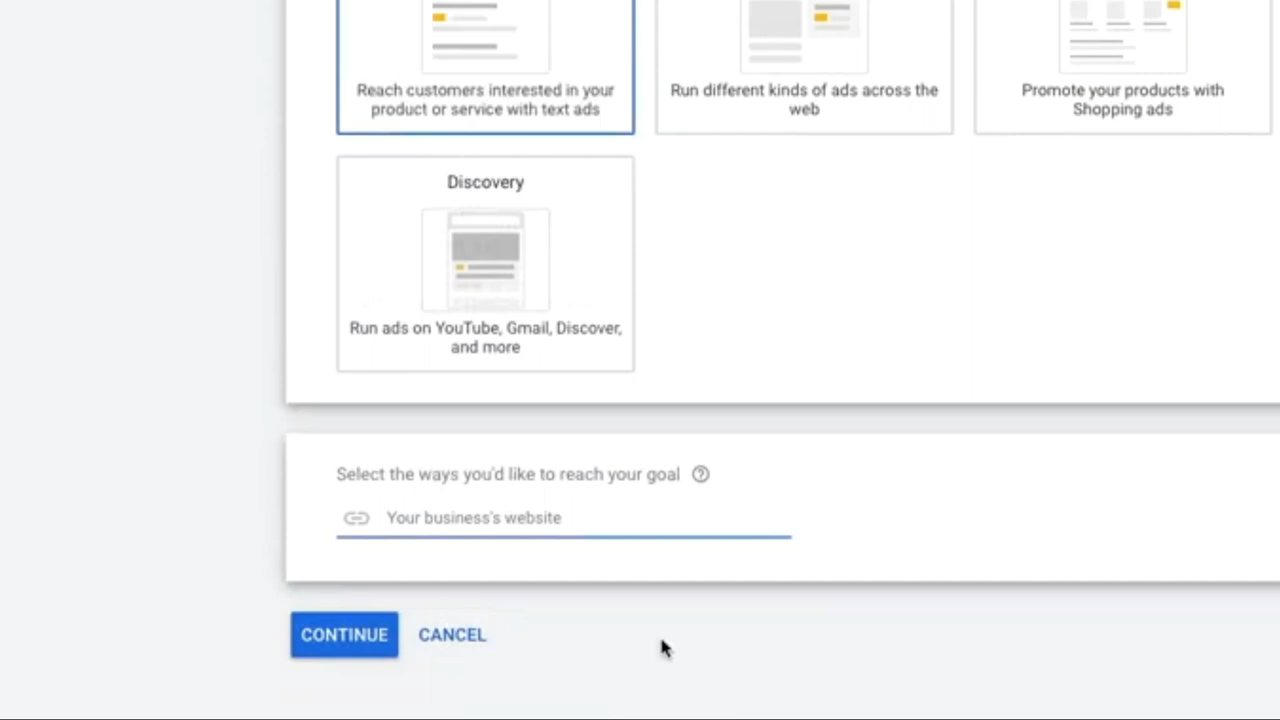 Reach customers interested in your
product or service with text ads
Run different kinds of ads across the
web
Promote your products with
Shopping ads
Discovery
Run ads on YouTube, Gmail, Discover,
and more
Select the ways you'd like to reach your goal
Your business's website
CONTINUE
CANCEL